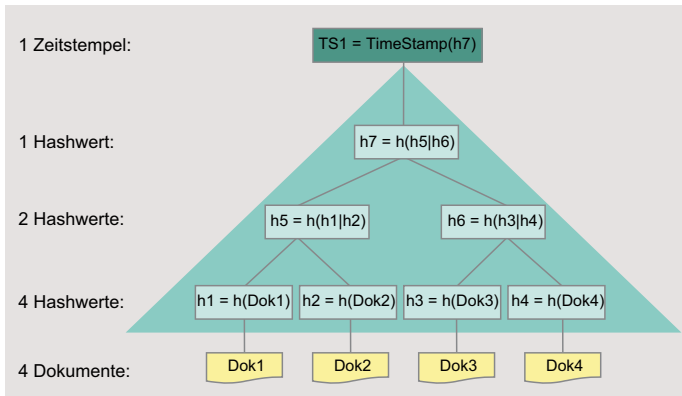 1 Zeitstempel: TS1 = TimeStamp(h7)
1 Hashwert: h7 = h(h5|h6)
2 Hashwerte: h5 = h(h1|h2) h6 = h(h3|h4)
4 Hashwerte: h1 = h(Dok1) h2 = h(Dok2) h3 = h(Dok3) h4 = h(Dok4)
4 Dokumente: Dok1 Dok2 Dok3 Dok4